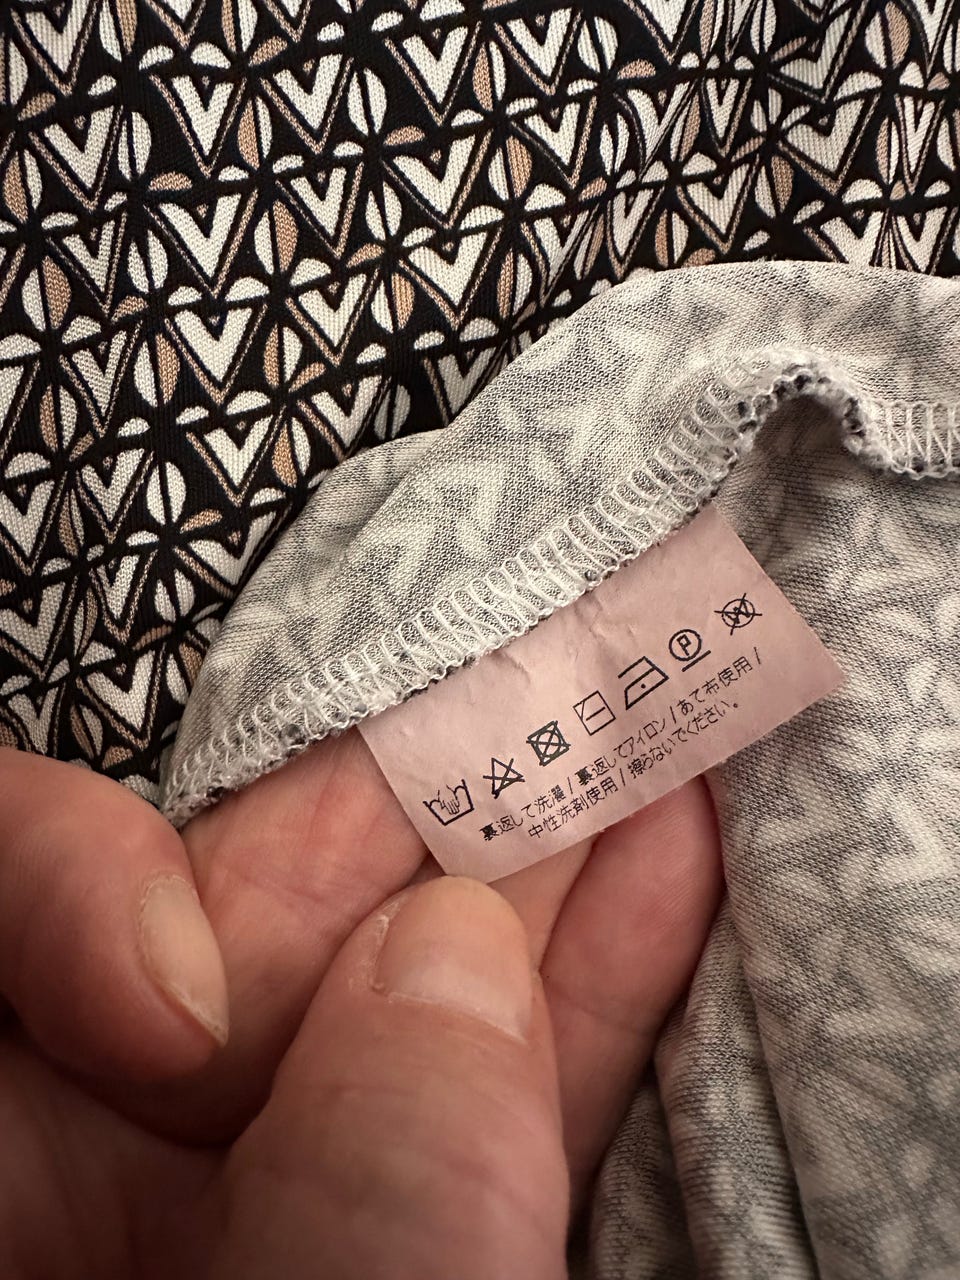 P W
裏返して洗濯 / 裏返してアイロン / あて布使用 /
中性洗剤使用 / 擦らないでください。